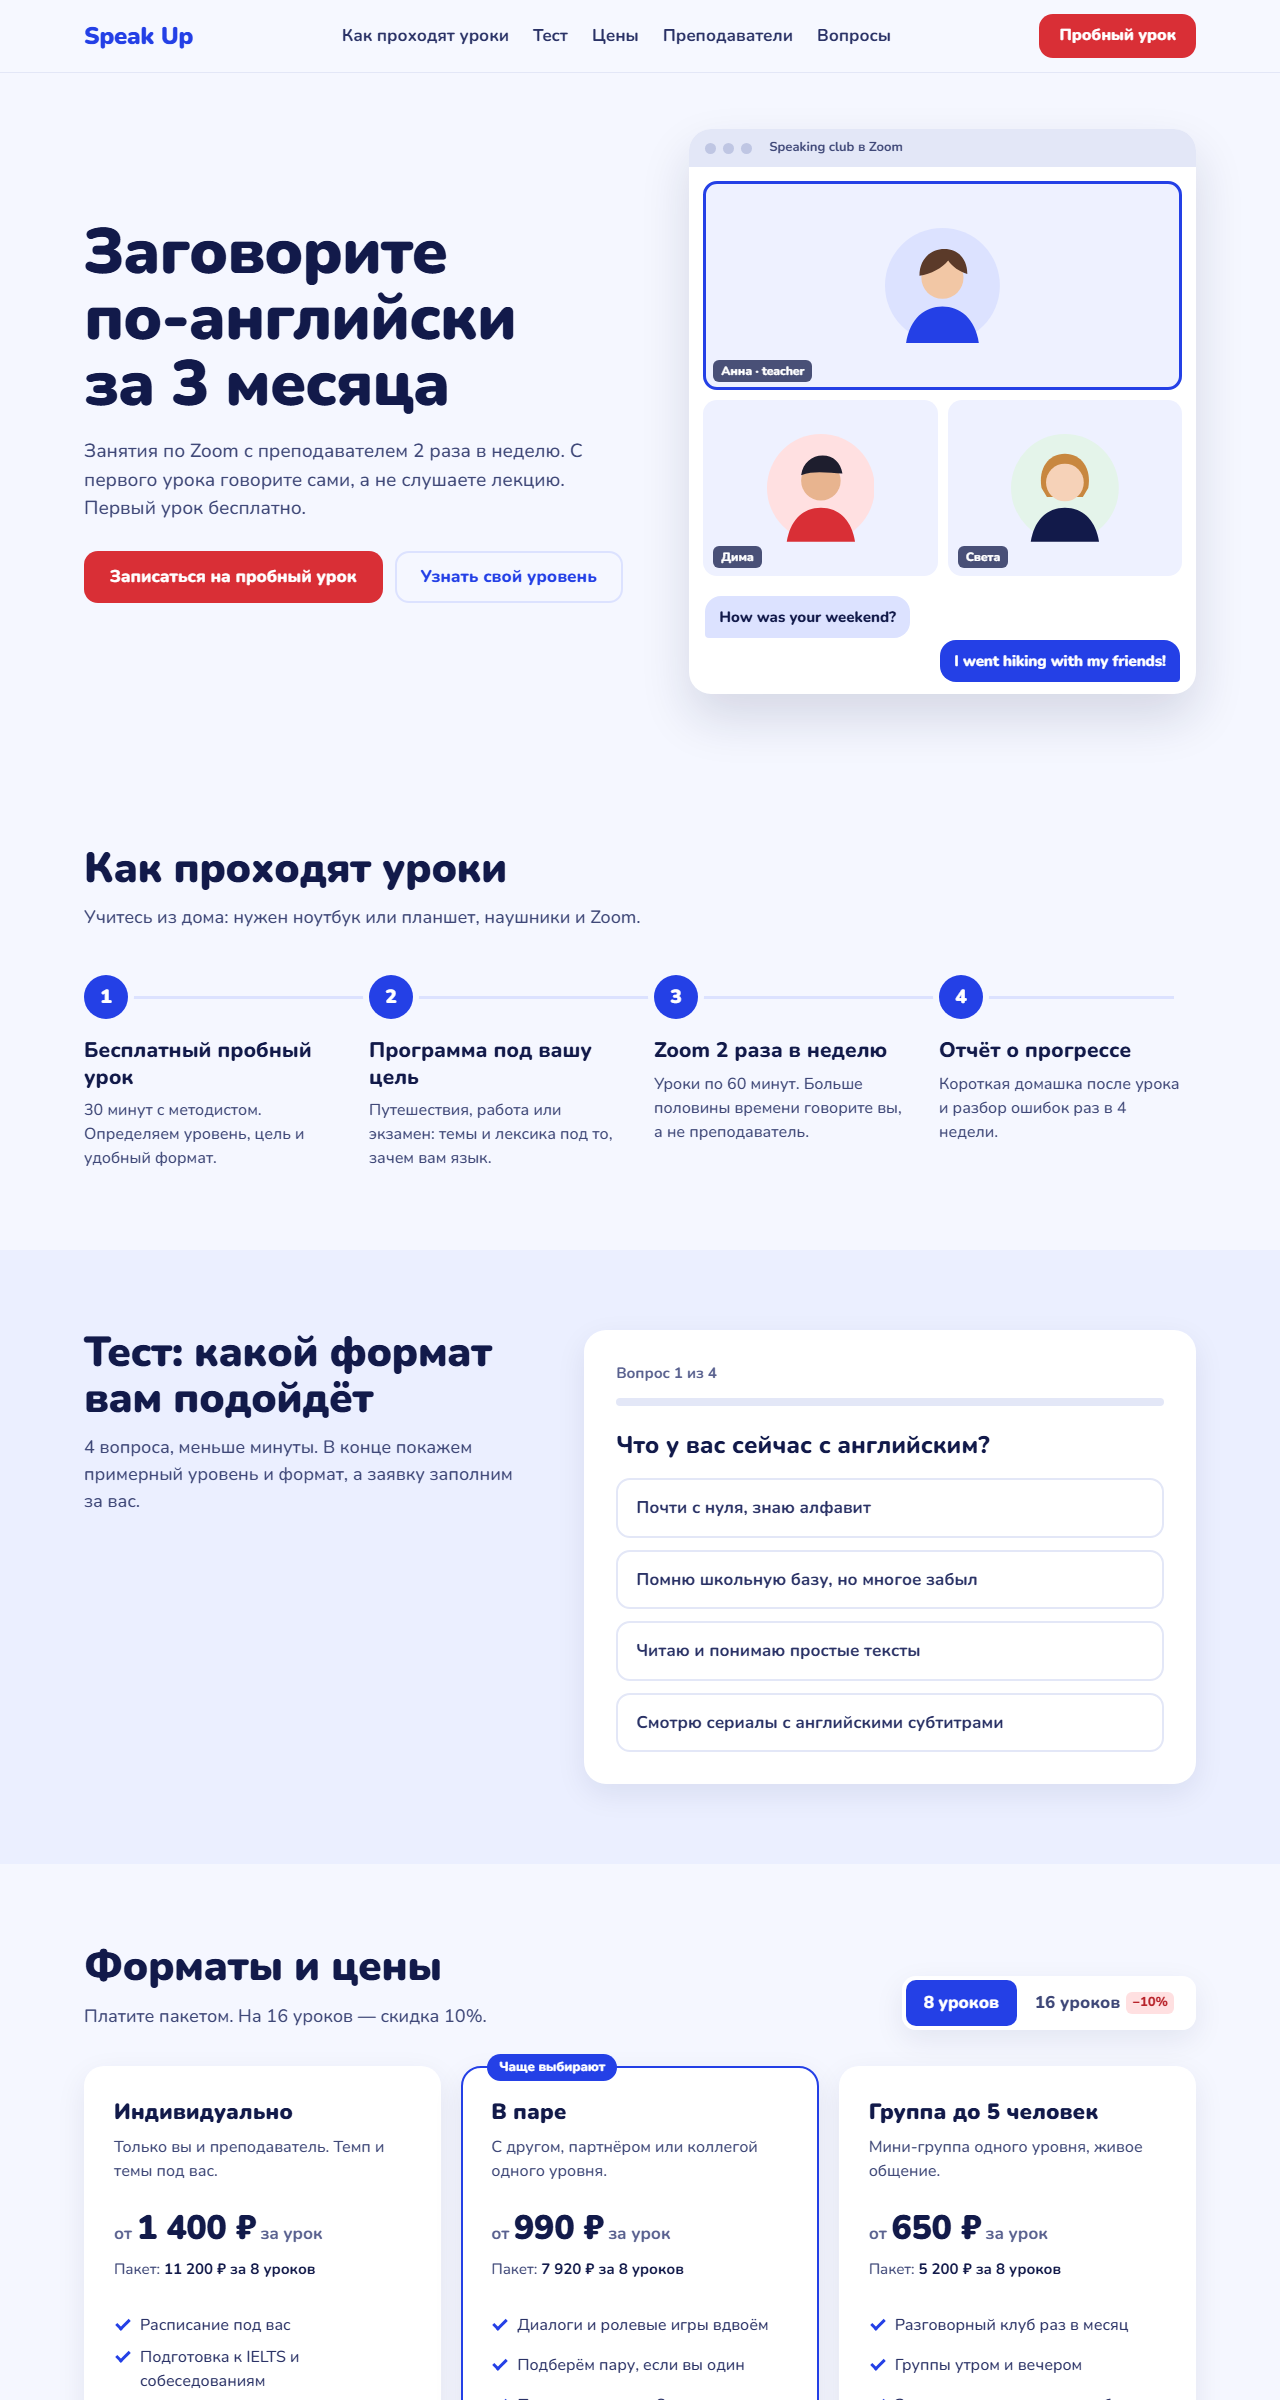 Speak Up
Как проходят уроки
Тест
Цены
Преподаватели
Вопросы
Пробный урок
Заговорите
по-английски
за 3 месяца
Занятия по Zoom с преподавателем 2 раза в неделю. С
первого урока говорите сами, а не слушаете лекцию.
Первый урок бесплатно.
Записаться на пробный урок
Узнать свой уровень
Speaking club в Zoom
Анна · teacher
Дима
Света
How was your weekend?
I went hiking with my friends!
Как проходят уроки
Учитесь из дома: нужен ноутбук или планшет, наушники и Zoom.
1
Бесплатный пробный
урок
30 минут с методистом.
Определяем уровень, цель и
удобный формат.
2
Программа под вашу
цель
Путешествия, работа или
экзамен: темы и лексика под то,
зачем вам язык.
3
Zoom 2 раза в неделю
Уроки по 60 минут. Больше
половины времени говорите вы,
а не преподаватель.
4
Отчёт о прогрессе
Короткая домашка после урока
и разбор ошибок раз в 4
недели.
Тест: какой формат
вам подойдёт
4 вопроса, меньше минуты. В конце покажем
примерный уровень и формат, а заявку заполним
за вас.
Вопрос 1 из 4
Что у вас сейчас с английским?
Почти с нуля, знаю алфавит
Помню школьную базу, но многое забыл
Читаю и понимаю простые тексты
Смотрю сериалы с английскими субтитрами
Форматы и цены
Платите пакетом. На 16 уроков — скидка 10%.
8 уроков
16 уроков −10%
Индивидуально
Только вы и преподаватель. Темп и
темы под вас.
от 1 400 ₽ за урок
Пакет: 11 200 ₽ за 8 уроков
Расписание под вас
Подготовка к IELTS и
собеседованиям
Чаще выбирают
В паре
С другом, партнёром или коллегой
одного уровня.
от 990 ₽ за урок
Пакет: 7 920 ₽ за 8 уроков
Диалоги и ролевые игры вдвоём
Подберём пару, если вы один
Группа до 5 человек
Мини-группа одного уровня, живое
общение.
от 650 ₽ за урок
Пакет: 5 200 ₽ за 8 уроков
Разговорный клуб раз в месяц
Группы утром и вечером